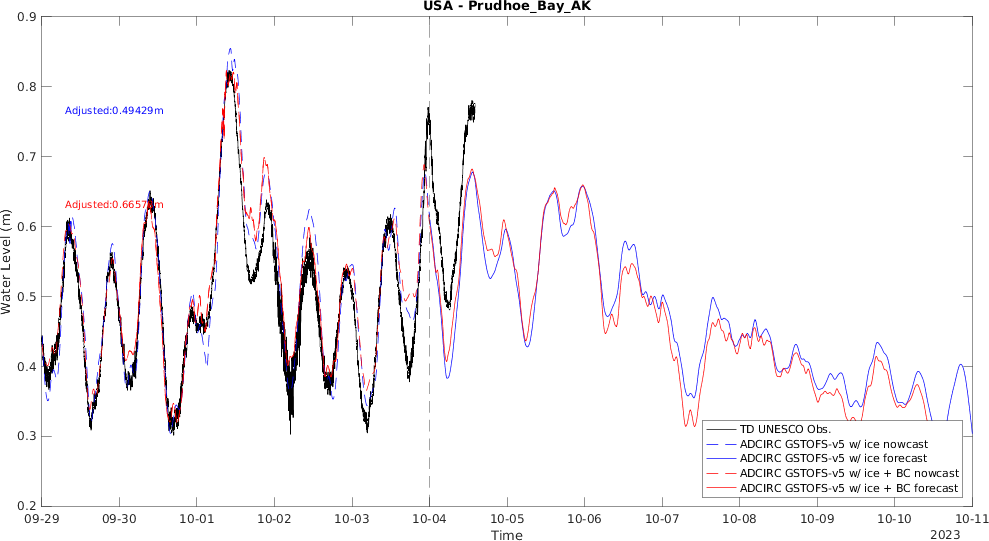 USA - Prudhoe_Bay_AK
0.9
0.8
Adjusted:0.49429m
0.7
Adjusted:0.6657
0.6
Water Level (m)
0.5
0.4
0.3
TD UNESCO Obs.
ADCIRC GSTOFS-v5 w/ ice nowcast
ADCIRC GSTOFS-v5 w/ ice forecast
ADCIRC GSTOFS-v5 w/ ice + BC nowcast
ADCIRC GSTOFS-v5 w/ ice + BC forecast
0.2
09-29 09-30 10-01 10-02 10-03 10-04 10-05 10-06 10-07 10-08 10-09 10-10 10-11
Time
2023